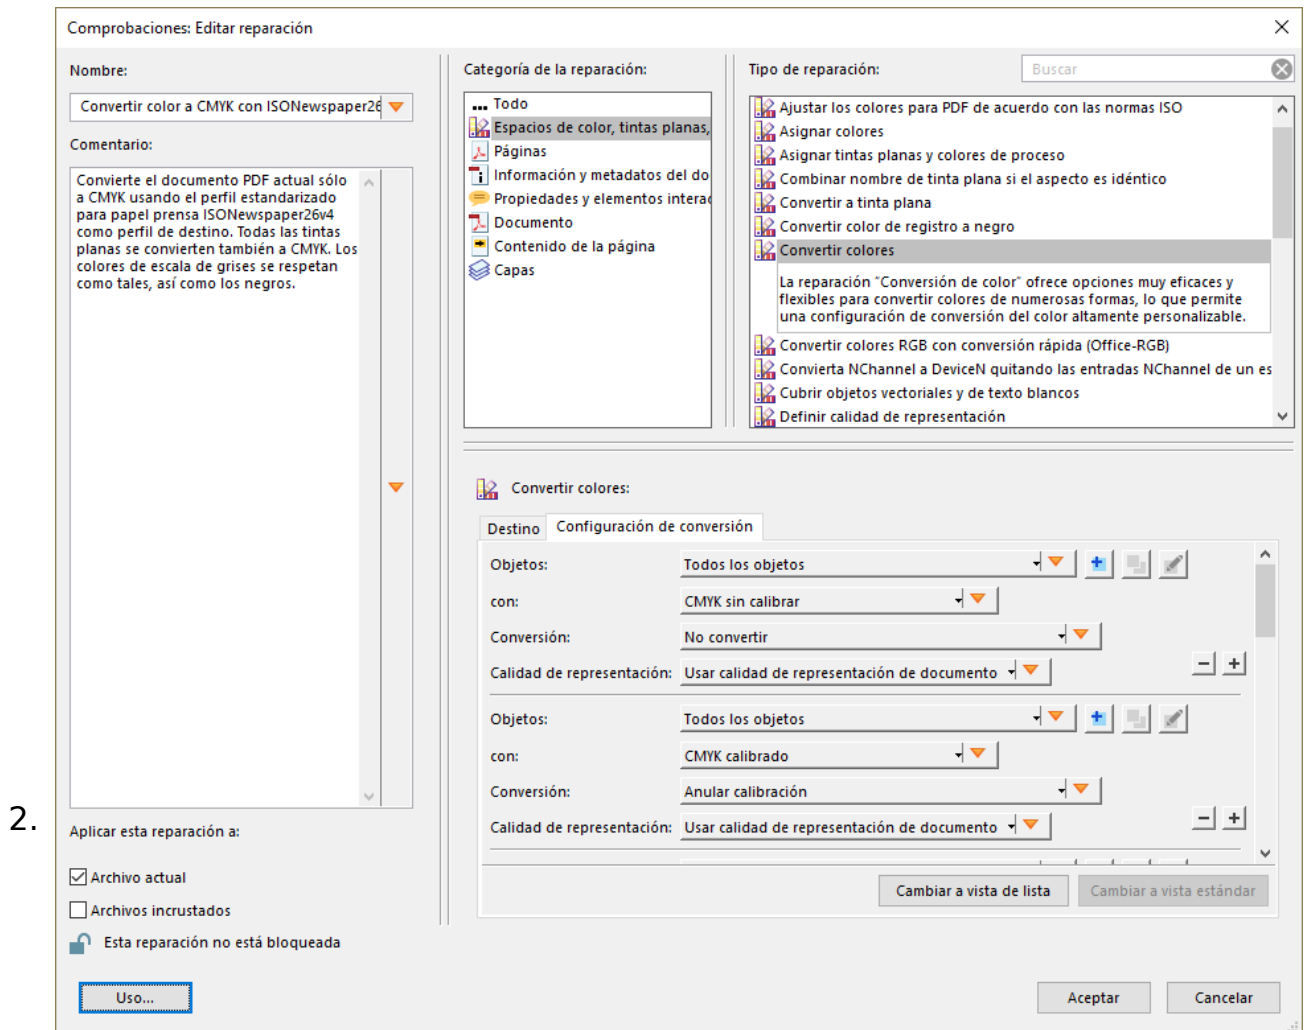 Comprobaciones: Editar reparación
Nombre:
Convertir color a CMYK con ISONewspaper26
Comentario:
Convierte el documento PDF actual sólo
a CMYK usando el perfil estandarizado
para papel prensa ISONewspaper26v4
como perfil de destino. Todas las tintas
planas se convierten también a CMYK. Los
colores de escala de grises se respetan
como tales, así como los negros.
2.
Aplicar esta reparación a:
Archivo actual
Archivos incrustados
Esta reparación no está bloqueada
Uso...
Categoría de la reparación:
... Todo
Espacios de color, tintas planas,
Páginas
Información y metadatos del do
Propiedades y elementos interac
Documento
Contenido de la página
Capas
Tipo de reparación:
Buscar
Ajustar los colores para PDF de acuerdo con las normas ISO
Asignar colores
Asignar tintas planas y colores de proceso
Combinar nombre de tinta plana si el aspecto es idéntico
Convertir a tinta plana
Convertir color de registro a negro
Convertir colores
La reparación "Conversión de color" ofrece opciones muy eficaces y
flexibles para convertir colores de numerosas formas, lo que permite
una configuración de conversión del color altamente personalizable.
Convertir colores RGB con conversión rápida (Office-RGB)
Convierta NChannel a DeviceN quitando las entradas NChannel de un es
Cubrir objetos vectoriales y de texto blancos
Definir calidad de representación
Convertir colores:
Destino Configuración de conversión
Objetos: Todos los objetos
con: CMYK sin calibrar
Conversión: No convertir
Calidad de representación: Usar calidad de representación de documento
Objetos: Todos los objetos
con: CMYK calibrado
Conversión: Anular calibración
Calidad de representación: Usar calidad de representación de documento
Cambiar a vista de lista Cambiar a vista estándar
Aceptar Cancelar